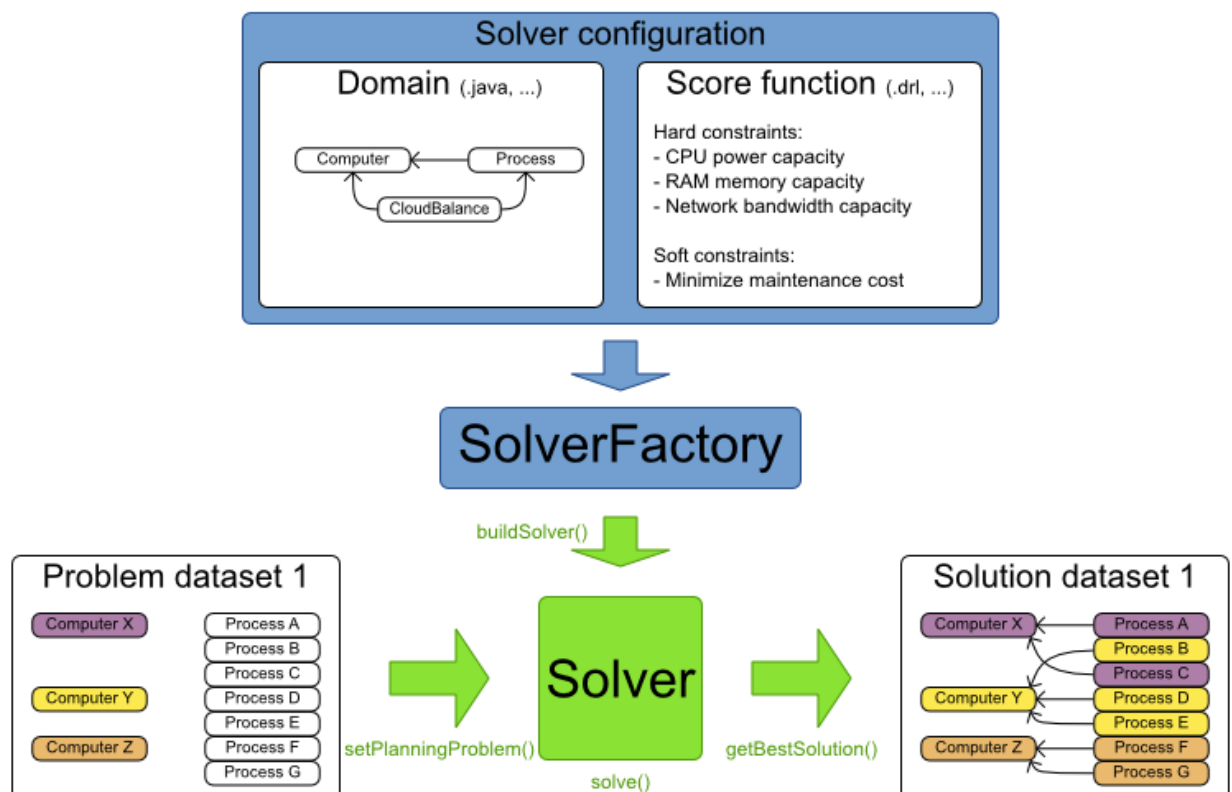 Solver configuration
Domain (.java, ...)
Computer
Process
CloudBalance
Score function (.drl, ...)
Hard constraints:
- CPU power capacity
- RAM memory capacity
- Network bandwidth capacity
Soft constraints:
- Minimize maintenance cost
SolverFactory
buildSolver()
Problem dataset 1
Computer X
Computer Y
Computer Z
Process A
Process B
Process C
Process D
Process E
Process F
Process G
setPlanningProblem()
Solver
solve()
getBestSolution()
Solution dataset 1
Computer X
Computer Y
Computer Z
Process A
Process B
Process C
Process D
Process E
Process F
Process G